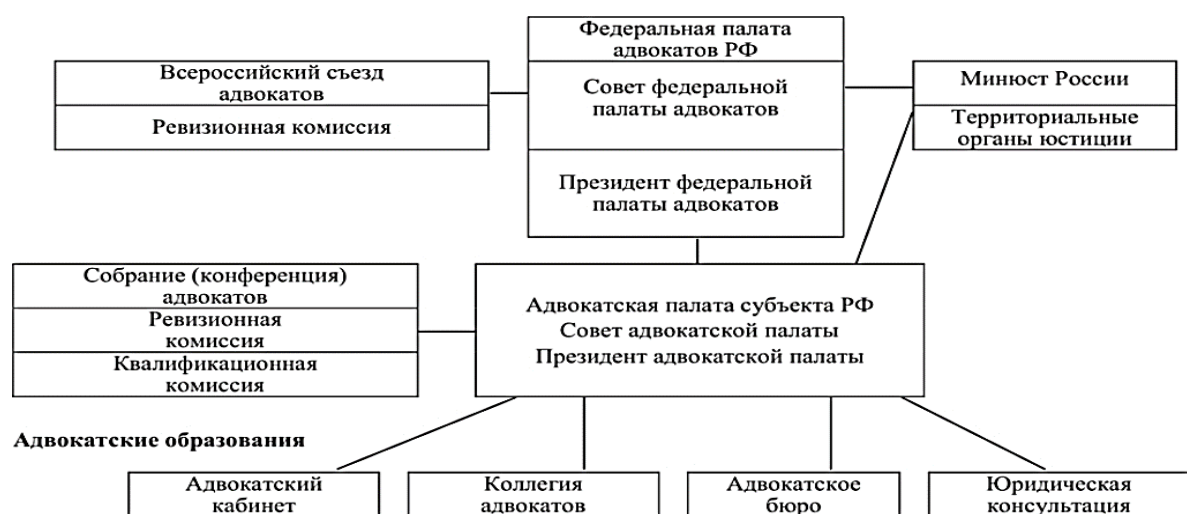 Федеральная палата
адвокатов РФ
Всероссийский съезд
адвокатов
Ревизионная комиссия
Совет федеральной
палаты адвокатов
Президент федеральной
палаты адвокатов
Минюст России
Территориальные
органы юстиции
Собрание (конференция)
адвокатов
Ревизионная
комиссия
Квалификационная
комиссия
Адвокатская палата субъекта РФ
Совет адвокатской палаты
Президент адвокатской палаты
Адвокатские образования
Адвокатский
кабинет
Коллегия
адвокатов
Адвокатское
бюро
Юридическая
консультация